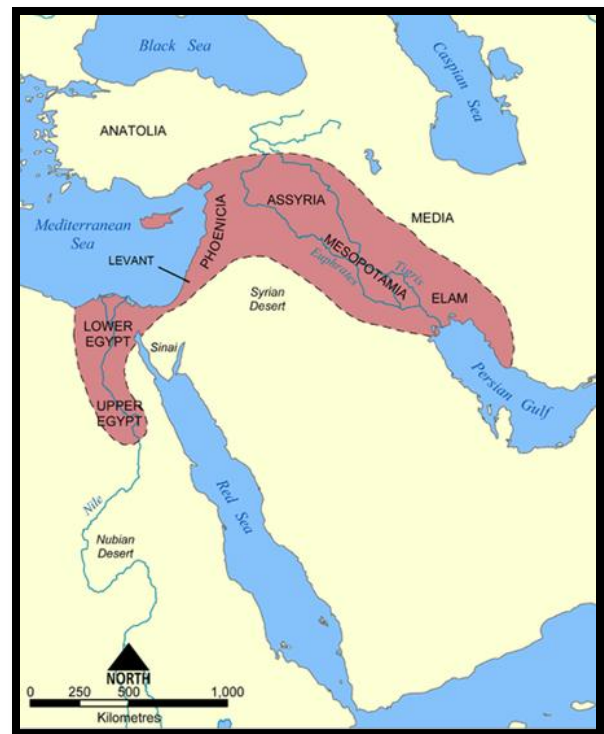 Black Sea
Caspian
Sea
ANATOLIA
ASSYRIA
MEDIA
Mediterranean
Sea
PHOENICIA
LEVANT
MESOPOTAMIA
Tigris
Euphrates
ELAM
Syrian
Desert
LOWER
EGYPT
Sinai
UPPER
EGYPT
Persian Gulf
Red Sea
Nile
Nubian
Desert
NORTH
0 250 500 1,000
Kilometres